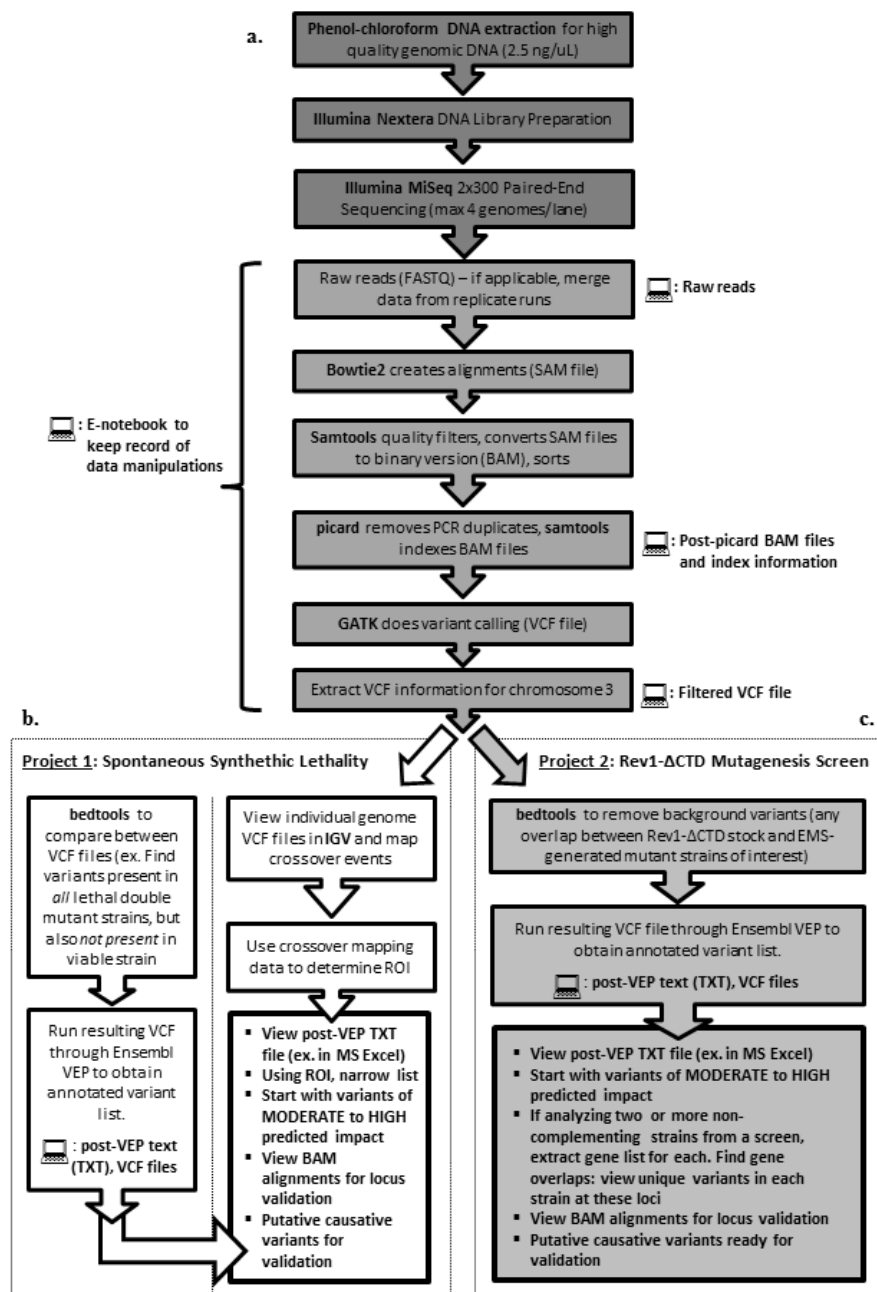 a.
Phenol-chloroform DNA extraction for high
quality genomic DNA (2.5 ng/uL)
Illumina Nextera DNA Library Preparation
Illumina MiSeq 2x300 Paired-End
Sequencing (max 4 genomes/lane)
Raw reads (FASTQ) – if applicable, merge
data from replicate runs
: Raw reads
Bowtie2 creates alignments (SAM file)
: E-notebook to
keep record of
data manipulations
Samtools quality filters, converts SAM files
to binary version (BAM), sorts
picard removes PCR duplicates, samtools
indexes BAM files
: Post-picard BAM files
and index information
GATK does variant calling (VCF file)
Extract VCF information for chromosome 3
: Filtered VCF file
b.
Project 1: Spontaneous Synthethic Lethality
bedtools to
compare between
VCF files (ex. Find
variants present in
all lethal double
mutant strains, but
also not present in
viable strain
Run resulting VCF
through Ensembl
VEP to obtain
annotated variant
list.
: post-VEP text
(TXT), VCF files
View individual genome
VCF files in IGV and map
crossover events
Use crossover mapping
data to determine ROI
▪ View post-VEP TXT
file (ex. in MS Excel)
▪ Using ROI, narrow list
▪ Start with variants of
MODERATE to HIGH
predicted impact
▪ View BAM
alignments for locus
validation
▪ Putative causative
variants for
validation
c.
Project 2: Rev1-ΔCTD Mutagenesis Screen
bedtools to remove background variants (any
overlap between Rev1-ΔCTD stock and EMS-
generated mutant strains of interest)
Run resulting VCF file through Ensembl VEP to
obtain annotated variant list.
: post-VEP text (TXT), VCF files
▪ View post-VEP TXT file (ex. in MS Excel)
▪ Start with variants of MODERATE to HIGH
predicted impact
▪ If analyzing two or more non-
complementing strains from a screen,
extract gene list for each. Find gene
overlaps: view unique variants in each
strain at these loci
▪ View BAM alignments for locus validation
▪ Putative causative variants ready for
validation